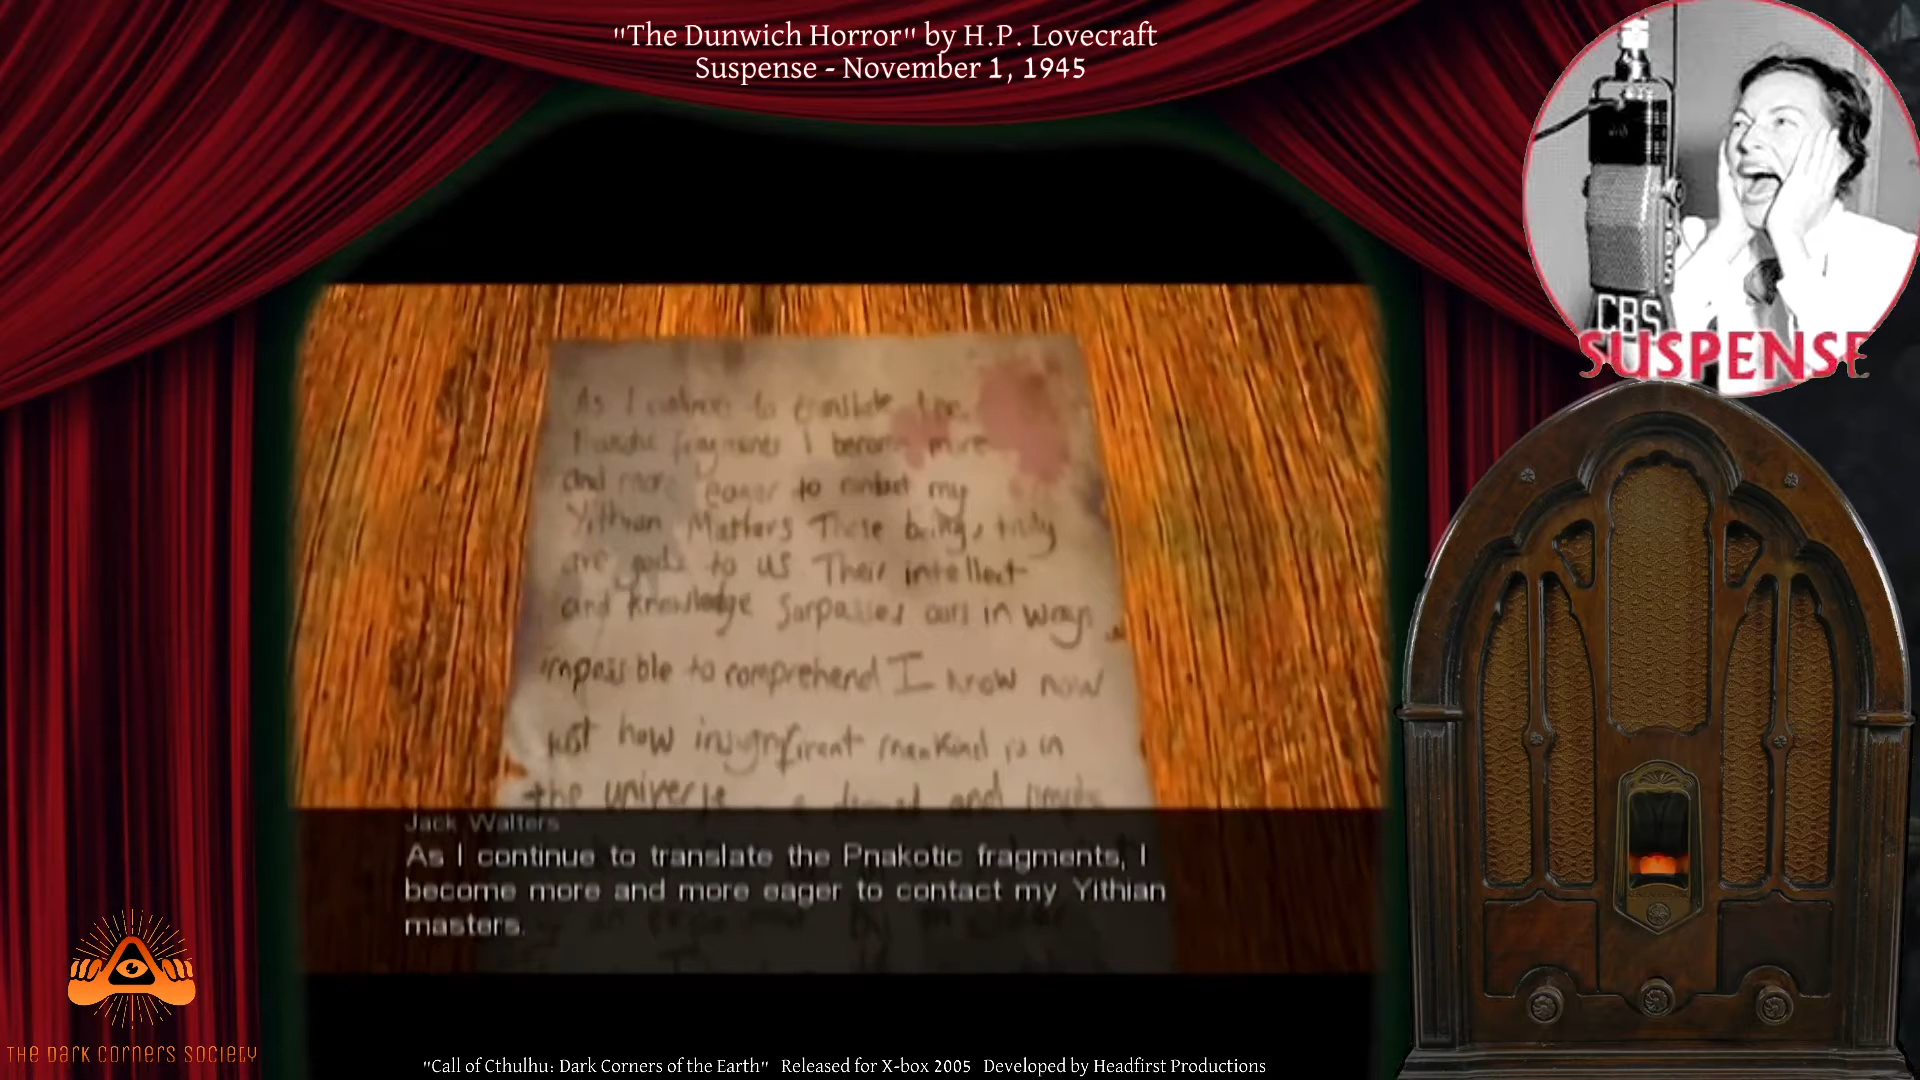 "The Dunwich Horror" by H.P. Lovecraft
Suspense - November 1, 1945
CBS
SUSPENSE
As I to the
fragments I become more
and more eager to contact my
Yithian Masters These beings truly
are gods to us Their intellect
and knowledge Sorpasses ours in ways
impossible to comprehend I know now
just how insignificant mankind is in
the universe and
Jack Walters
As I continue to translate the Pnakotic fragments, I
become more and more eager to contact my Yithian
masters.
THE DARK CORNERS SOCIETY
"Call of Cthulhu: Dark Corners of the Earth" Released for X-box 2005 Developed by Headfirst Productions